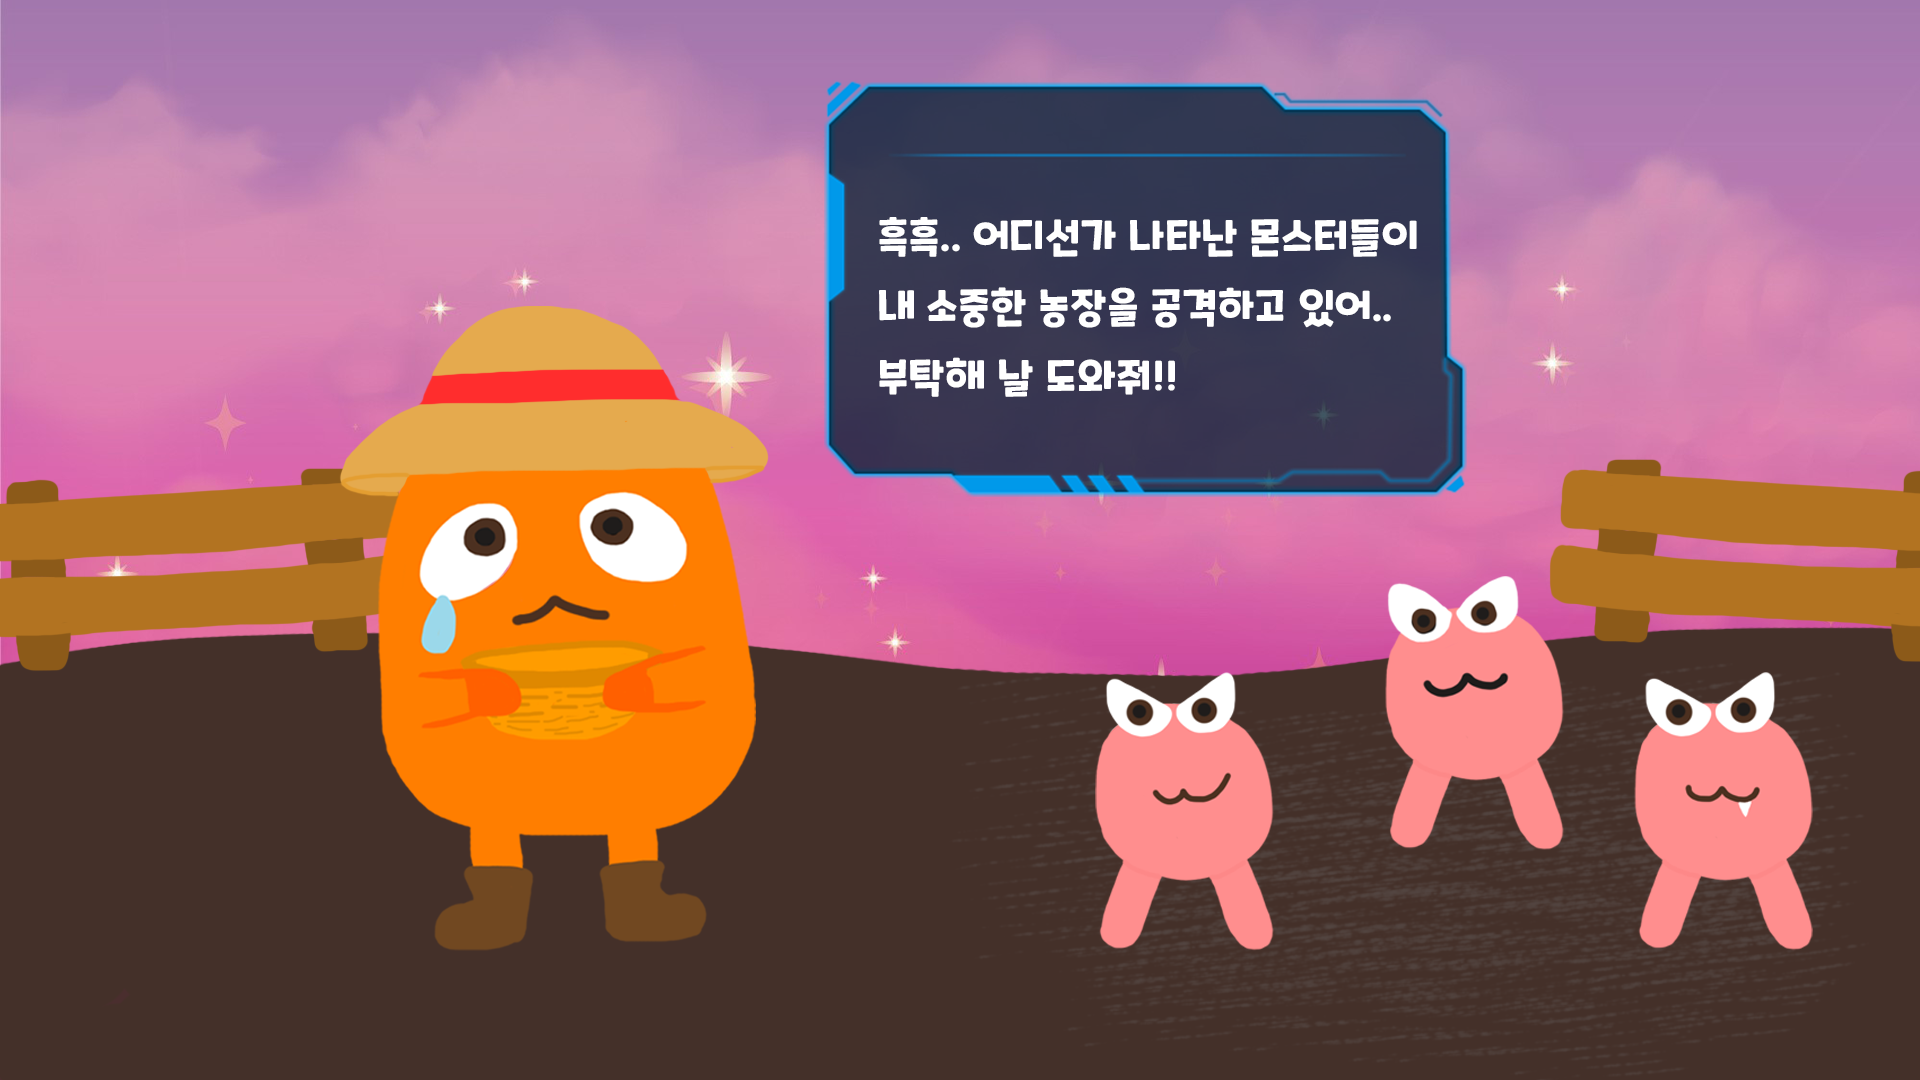 흑흑.. 어디선가 나타난 몬스터들이
내 소중한 농장을 공격하고 있어..
부탁해 날 도와줘!!